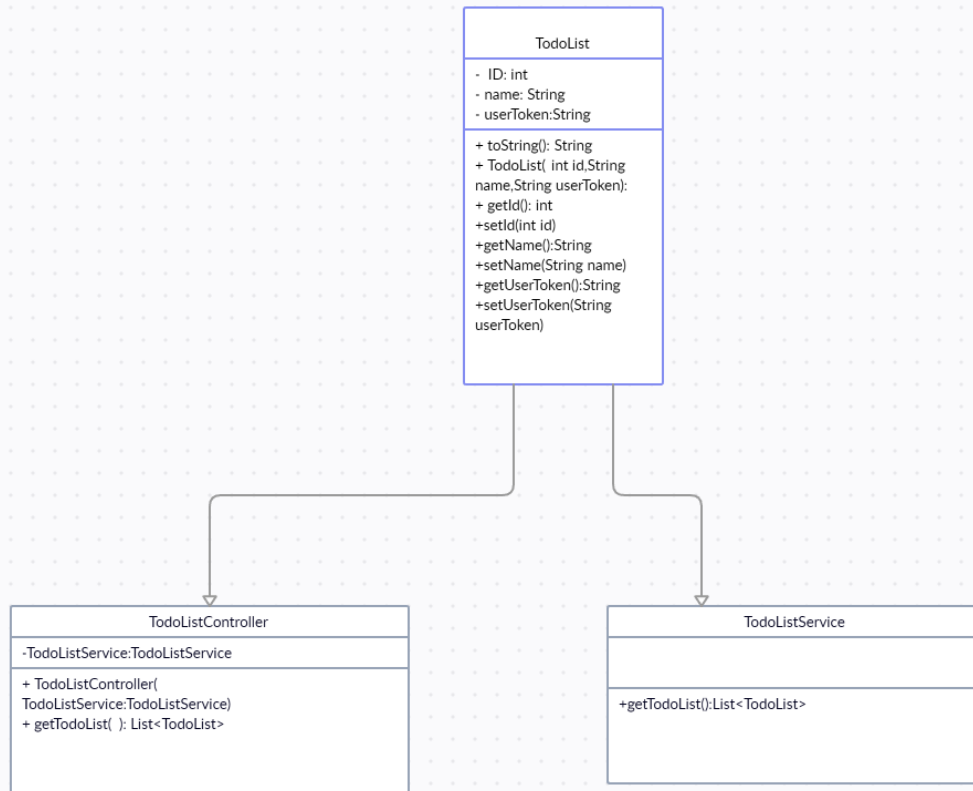 TodoList
- ID: int
- name: String
- userToken:String
+ toString(): String
+ TodoList( int id,String
name,String userToken):
+ getId(): int
+setId(int id)
+getName():String
+setName(String name)
+getUserToken():String
+setUserToken(String
userToken)
TodoListController
-TodoListService:TodoListService
+ TodoListController(
TodoListService:TodoListService)
+ getTodoList( ): List<TodoList>
TodoListService
+getTodoList():List<TodoList>